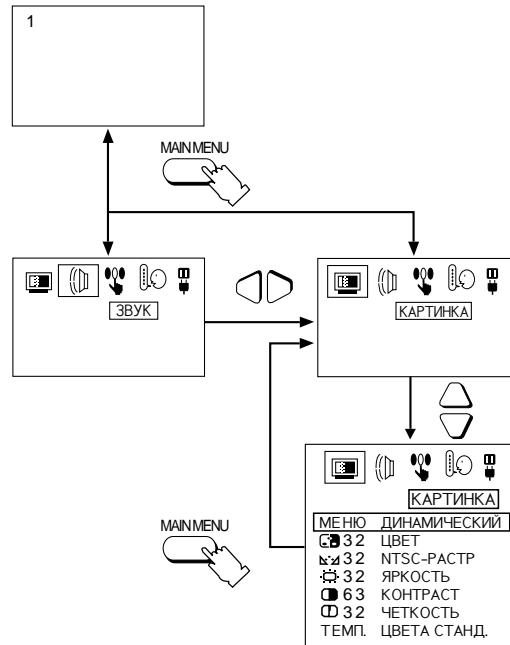 1
MAIN MENU
ЗВУК
КАРТИНКА
КАРТИНКА
МЕНЮ ДИНАМИЧЕСКИЙ
32 ЦВЕТ
32 NTSC-РАСТР
32 ЯРКОСТЬ
63 КОНТРАСТ
32 ЧЕТКОСТЬ
ТЕМП. ЦВЕТА СТАНД.
MAIN MENU